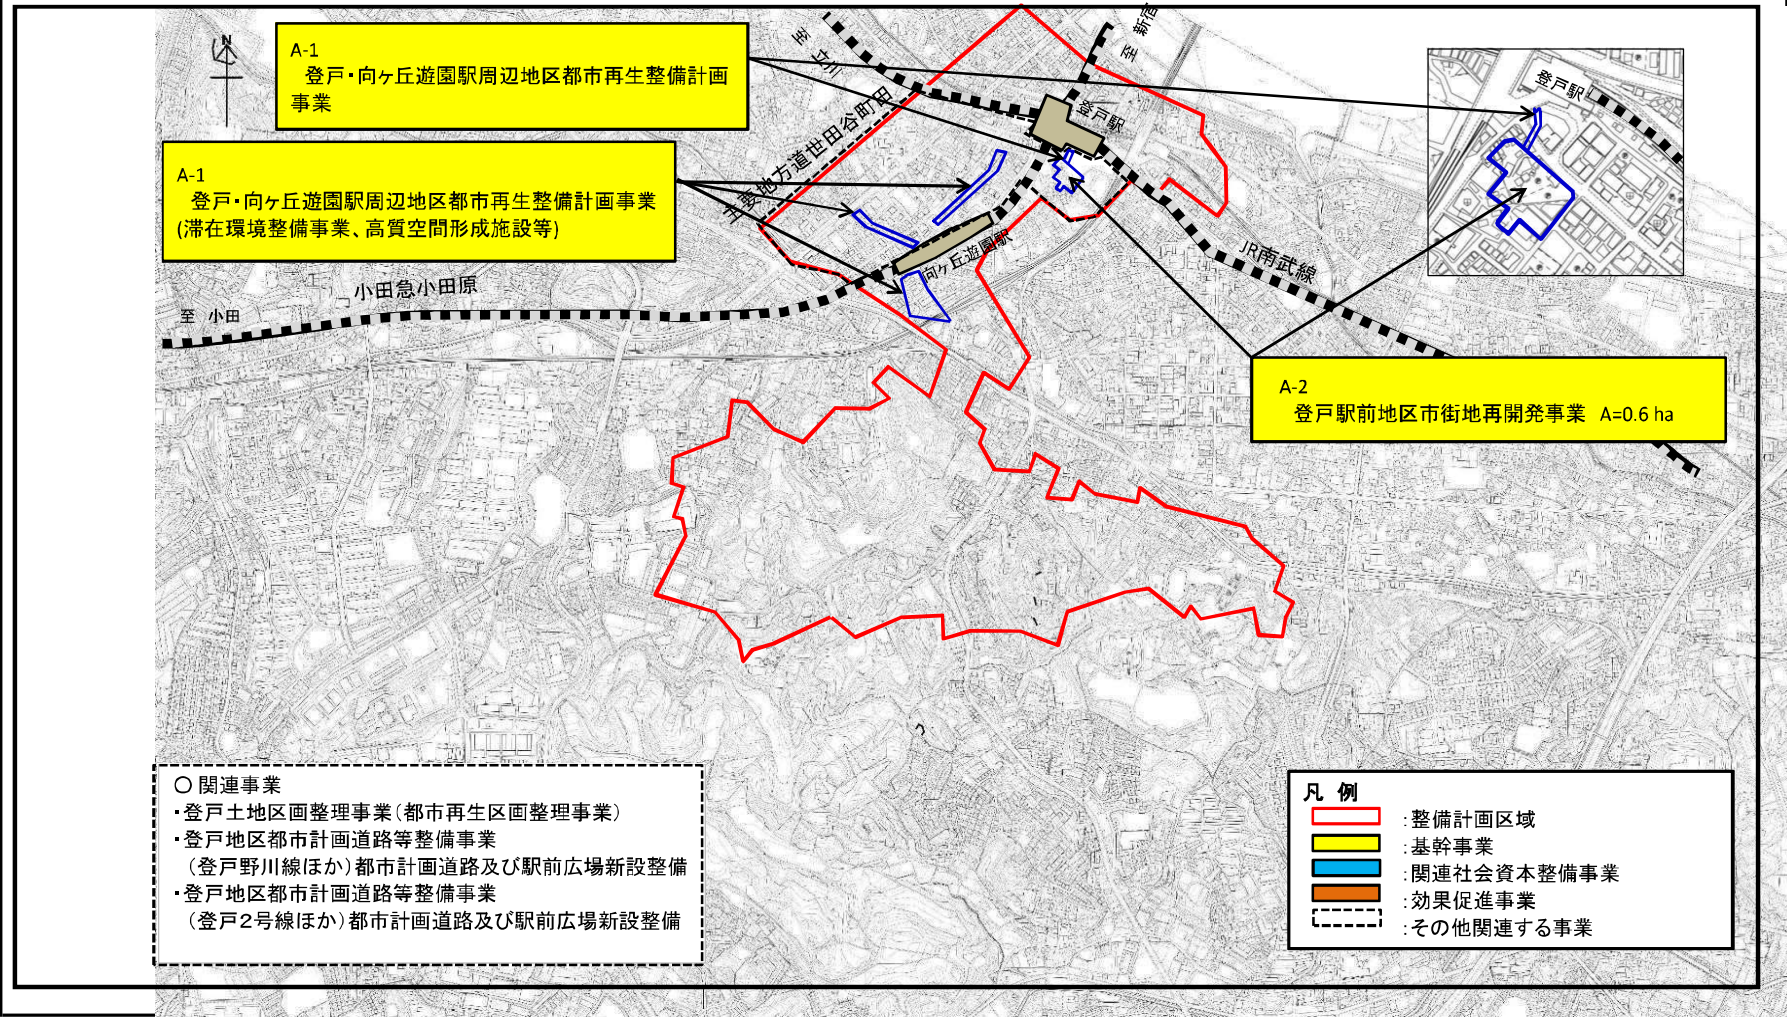 N
A-1
登戸・向ヶ丘遊園駅周辺地区都市再生整備計画
事業
A-1
登戸・向ヶ丘遊園駅周辺地区都市再生整備計画事業
(滞在環境整備事業、高質空間形成施設等)
至 立川
至 新宿
登戸駅
主要地方道世田谷町田
向ヶ丘遊園駅
小田急小田原
至 小田
JR南武線
登戸駅
A-2
登戸駅前地区市街地再開発事業 A=0.6 ha
○ 関連事業
・登戸土地区画整理事業(都市再生区画整理事業)
・登戸地区都市計画道路等整備事業
(登戸野川線ほか)都市計画道路及び駅前広場新設整備
・登戸地区都市計画道路等整備事業
(登戸2号線ほか)都市計画道路及び駅前広場新設整備
凡 例
:整備計画区域
:基幹事業
:関連社会資本整備事業
:効果促進事業
:その他関連する事業